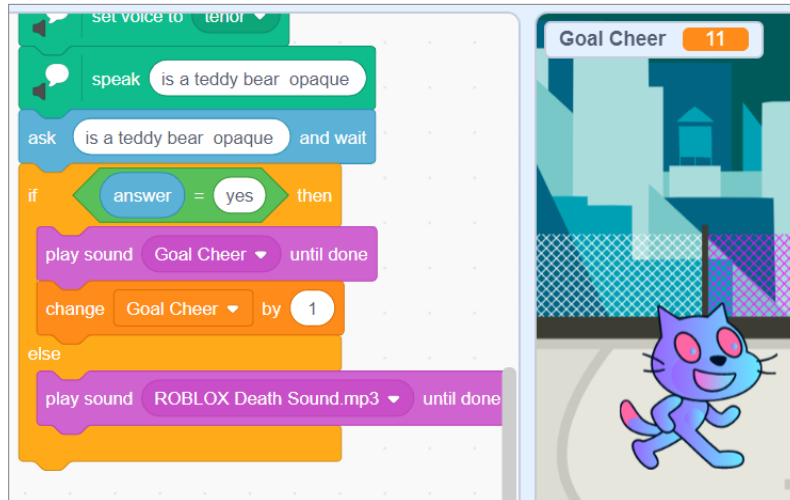 set voice to tenor
speak is a teddy bear opaque
ask is a teddy bear opaque and wait
if answer = yes then
play sound Goal Cheer until done
change Goal Cheer by 1
else
play sound ROBLOX Death Sound.mp3 until done
Goal Cheer 11